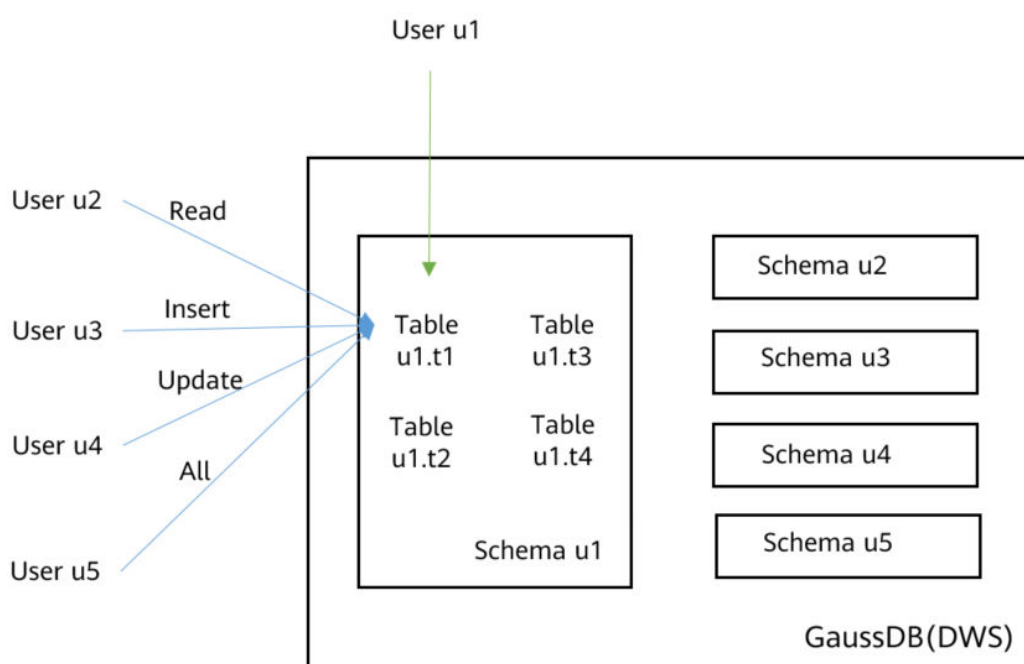 User u1
User u2
Read
User u3
Insert
Update
User u4
All
User u5
Table
u1.t1
Table
u1.t3
Table
u1.t2
Table
u1.t4
Schema u1
Schema u2
Schema u3
Schema u4
Schema u5
GaussDB(DWS)